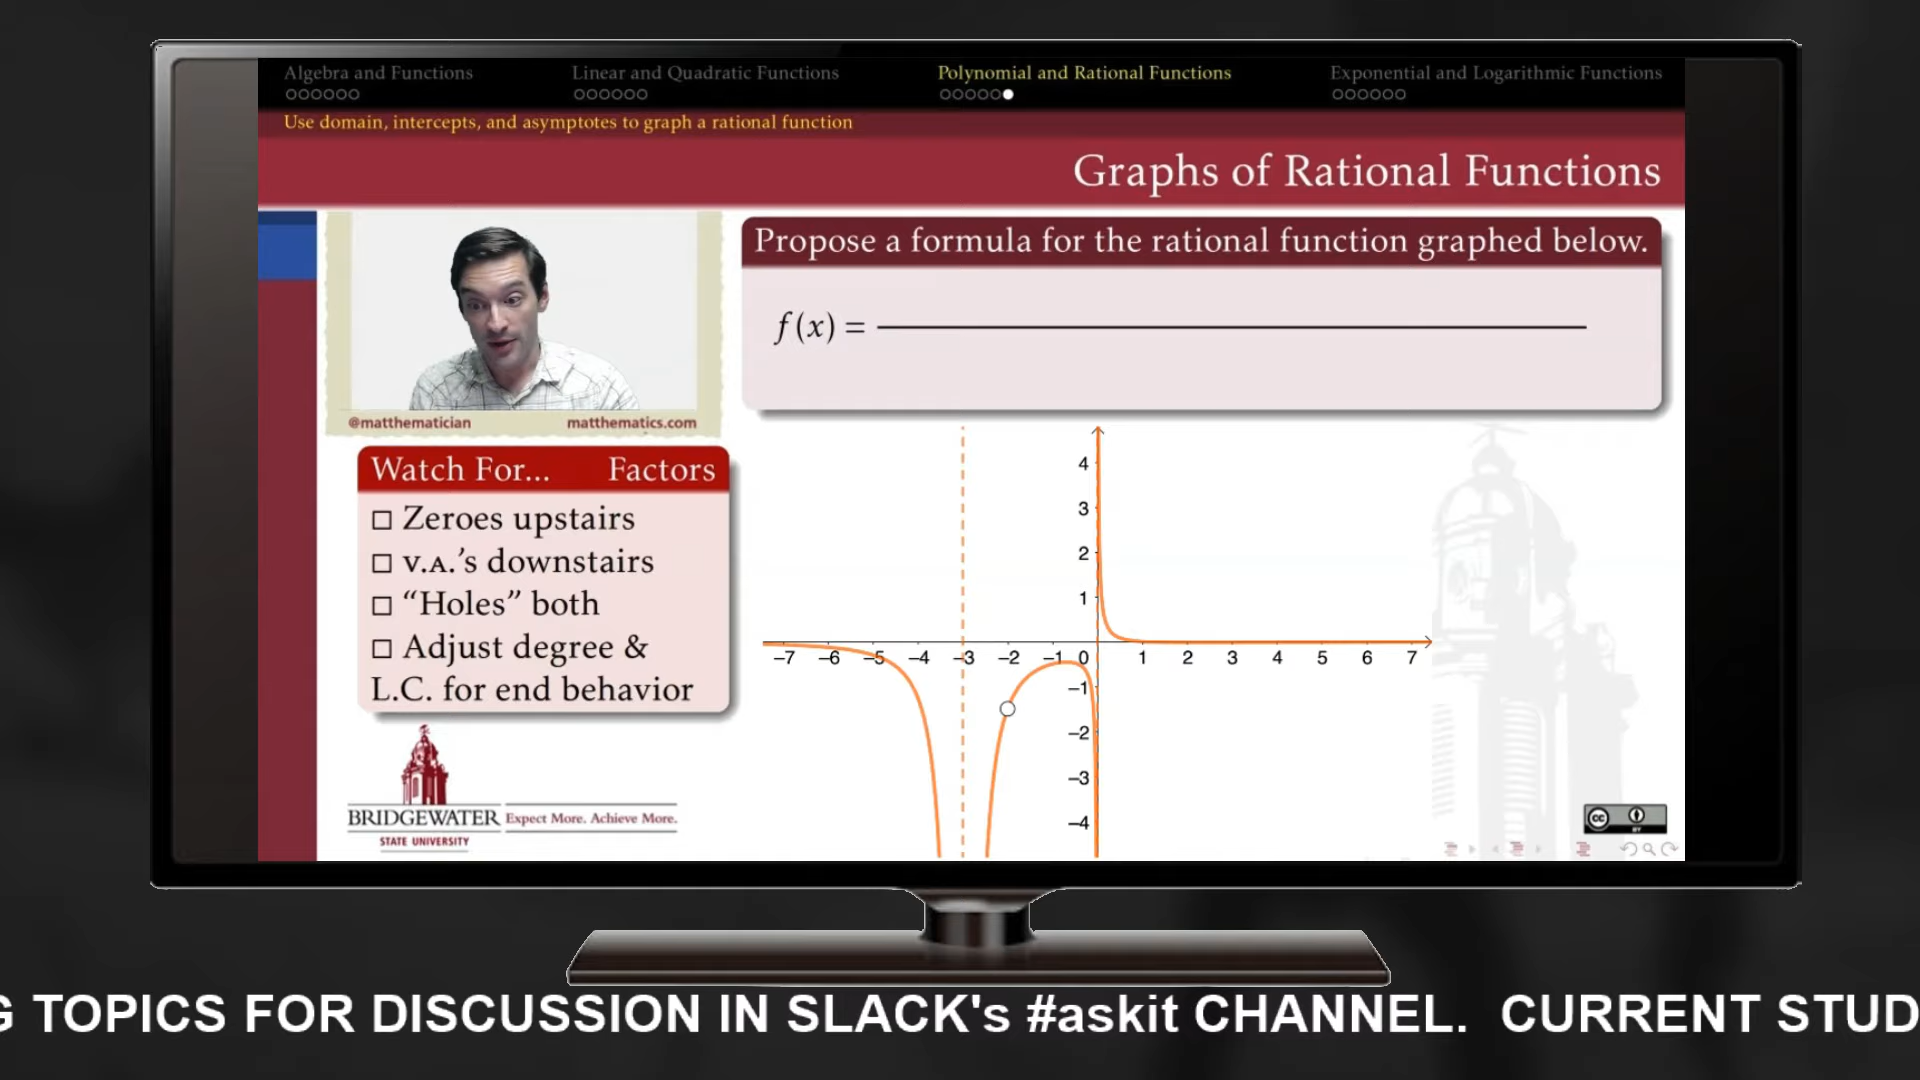 Algebra and Functions
Linear and Quadratic Functions
Polynomial and Rational Functions
Exponential and Logarithmic Functions
Use domain, intercepts, and asymptotes to graph a rational function
Graphs of Rational Functions
@matthematician
matthematics.com
Propose a formula for the rational function graphed below.
f(x) =
Watch For... Factors
☐ Zeroes upstairs
☐ V.A.'s downstairs
☐ “Holes” both
☐ Adjust degree &
L.C. for end behavior
4
3
2
1
−7 −6 −5 −4 −3 −2 −1 0 1 2 3 4 5 6 7
−1
−2
−3
−4
BRIDGEWATER
STATE UNIVERSITY
Expect More. Achieve More.
cc
BY
G TOPICS FOR DISCUSSION IN SLACK's #askit CHANNEL. CURRENT STUD